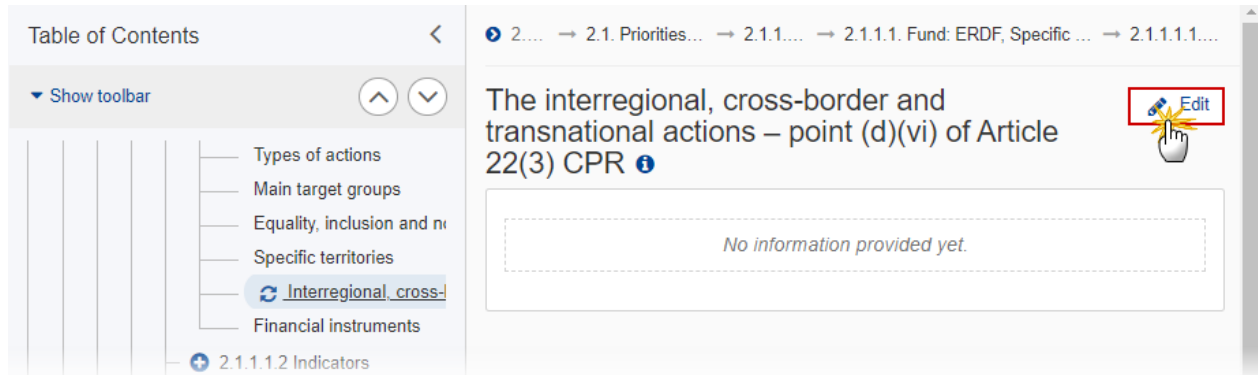 Table of Contents
Show toolbar
Types of actions
Main target groups
Equality, inclusion and no
Specific territories
Interregional, cross-
Financial instruments
2.1.1.1.2 Indicators
2.... → 2.1. Priorities... → 2.1.1.... → 2.1.1.1. Fund: ERDF, Specific ... → 2.1.1.1.1....
The interregional, cross-border and
transnational actions – point (d)(vi) of Article
22(3) CPR
Edit
No information provided yet.